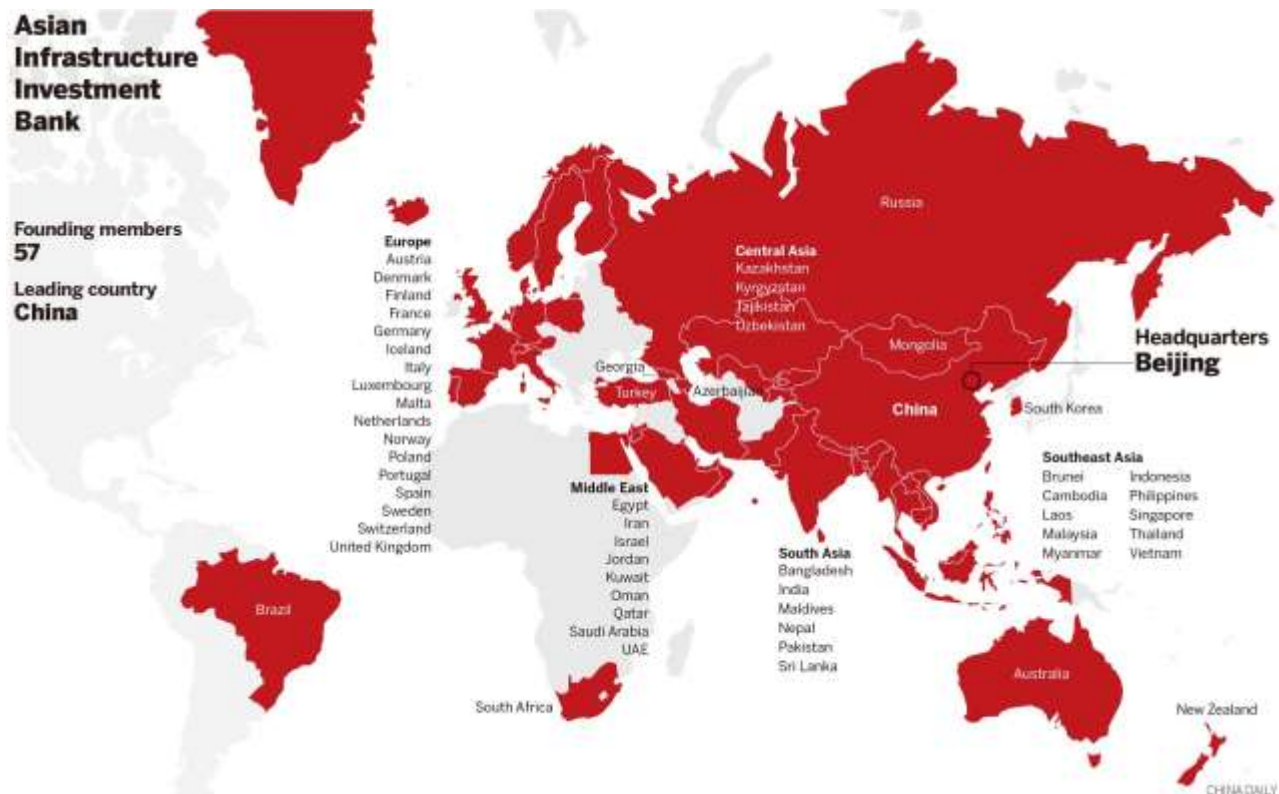 Asian
Infrastructure
Investment
Bank
Founding members
57
Leading country
China
Europe
Austria
Denmark
Finland
France
Germany
Iceland
Italy
Luxembourg
Malta
Netherlands
Norway
Poland
Portugal
Spain
Sweden
Switzerland
United Kingdom
Russia
Central Asia
Kazakhstan
Kyrgyzstan
Tajikistan
Uzbekistan
Mongolia
Headquarters
Beijing
Georgia
Turkey
Azerbaijian
China
South Korea
Southeast Asia
Brunei Indonesia
Cambodia Philippines
Laos Singapore
Malaysia Thailand
Myanmar Vietnam
Middle East
Egypt
Iran
Israel
Jordan
Kuwait
Oman
Qatar
Saudi Arabia
UAE
South Asia
Bangladesh
India
Maldives
Nepal
Pakistan
Sri Lanka
Brazil
South Africa
Australia
New Zealand
CHINA DAILY